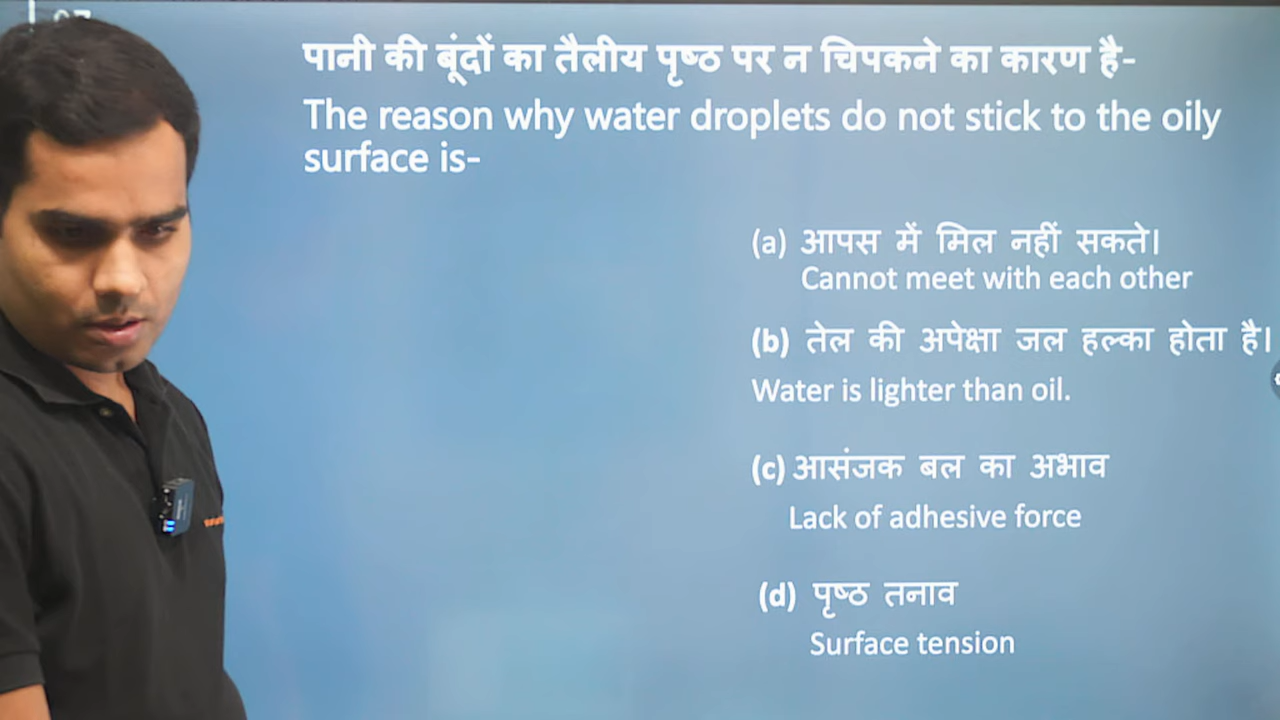 पानी की बूंदों का तैलीय पृष्ठ पर न चिपकने का कारण है-
The reason why water droplets do not stick to the oily
surface is-
(a) आपस में मिल नहीं सकते।
Cannot meet with each other
(b) तेल की अपेक्षा जल हल्का होता है।
Water is lighter than oil.
(c) आसंजक बल का अभाव
Lack of adhesive force
(d) पृष्ठ तनाव
Surface tension